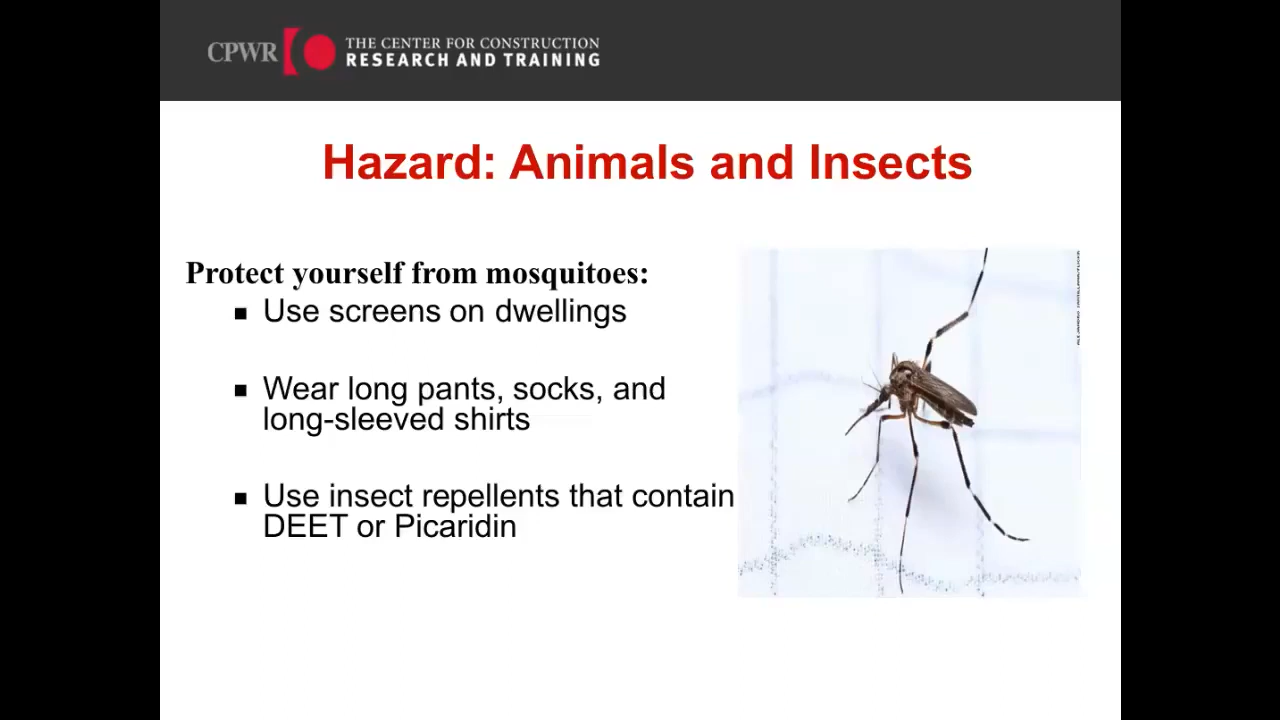 CPWR
THE CENTER FOR CONSTRUCTION
RESEARCH AND TRAINING
Hazard: Animals and Insects
Protect yourself from mosquitoes:
▪ Use screens on dwellings
▪ Wear long pants, socks, and
long-sleeved shirts
▪ Use insect repellents that contain
DEET or Picaridin